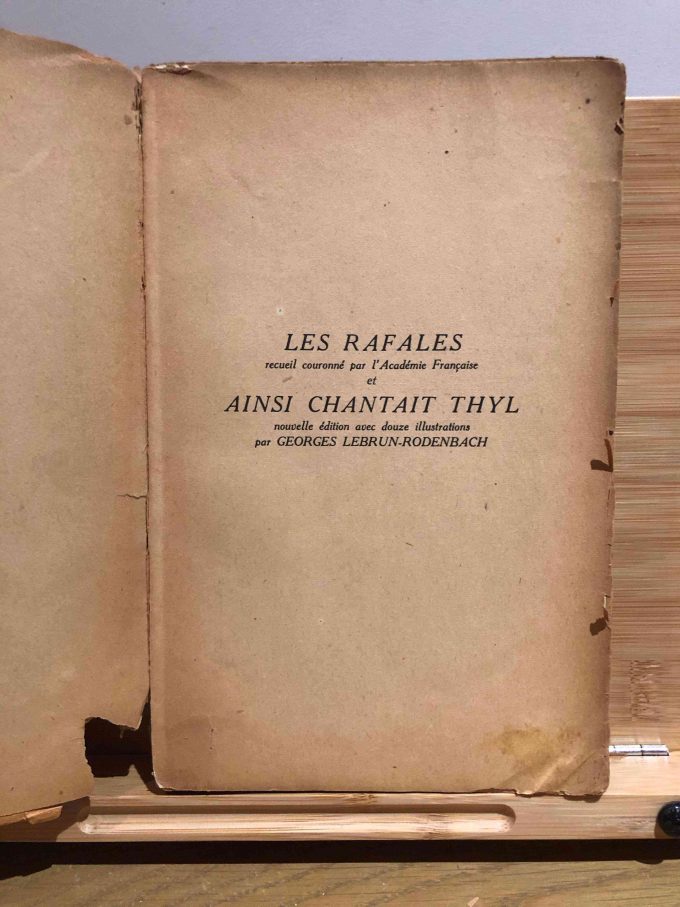 LES RAFALES
recueil couronné par l'Académie Française
et
AINSI CHANTAIT THYL
nouvelle édition avec douze illustrations
par GEORGES LEBRUN-RODENBACH